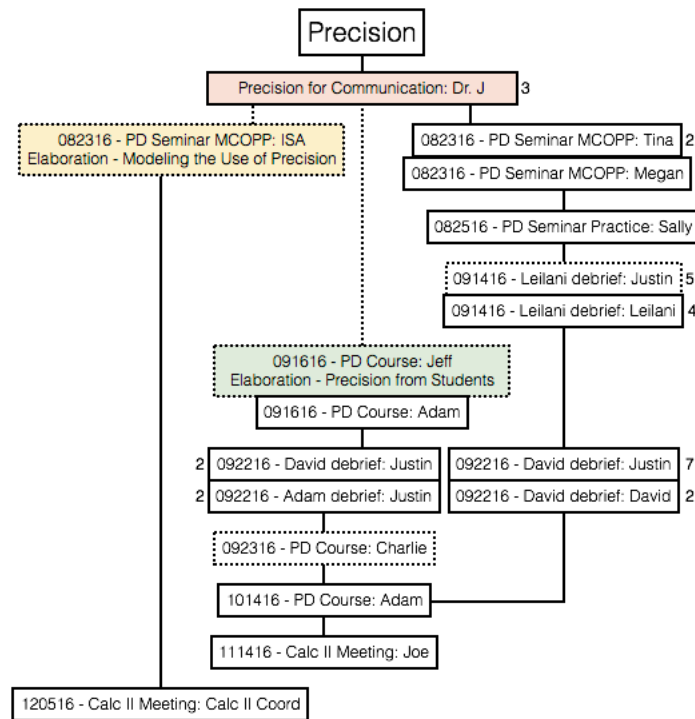 Precision
Precision for Communication: Dr. J 3
082316 - PD Seminar MCOPP: ISA
Elaboration - Modeling the Use of Precision
082316 - PD Seminar MCOPP: Tina 2
082316 - PD Seminar MCOPP: Megan
082516 - PD Seminar Practice: Sally
091416 - Leilani debrief: Justin 5
091416 - Leilani debrief: Leilani 4
091616 - PD Course: Jeff
Elaboration - Precision from Students
091616 - PD Course: Adam
2 092216 - David debrief: Justin
092216 - David debrief: Justin 7
2 092216 - Adam debrief: Justin
092216 - David debrief: David 2
092316 - PD Course: Charlie
101416 - PD Course: Adam
111416 - Calc II Meeting: Joe
120516 - Calc II Meeting: Calc II Coord